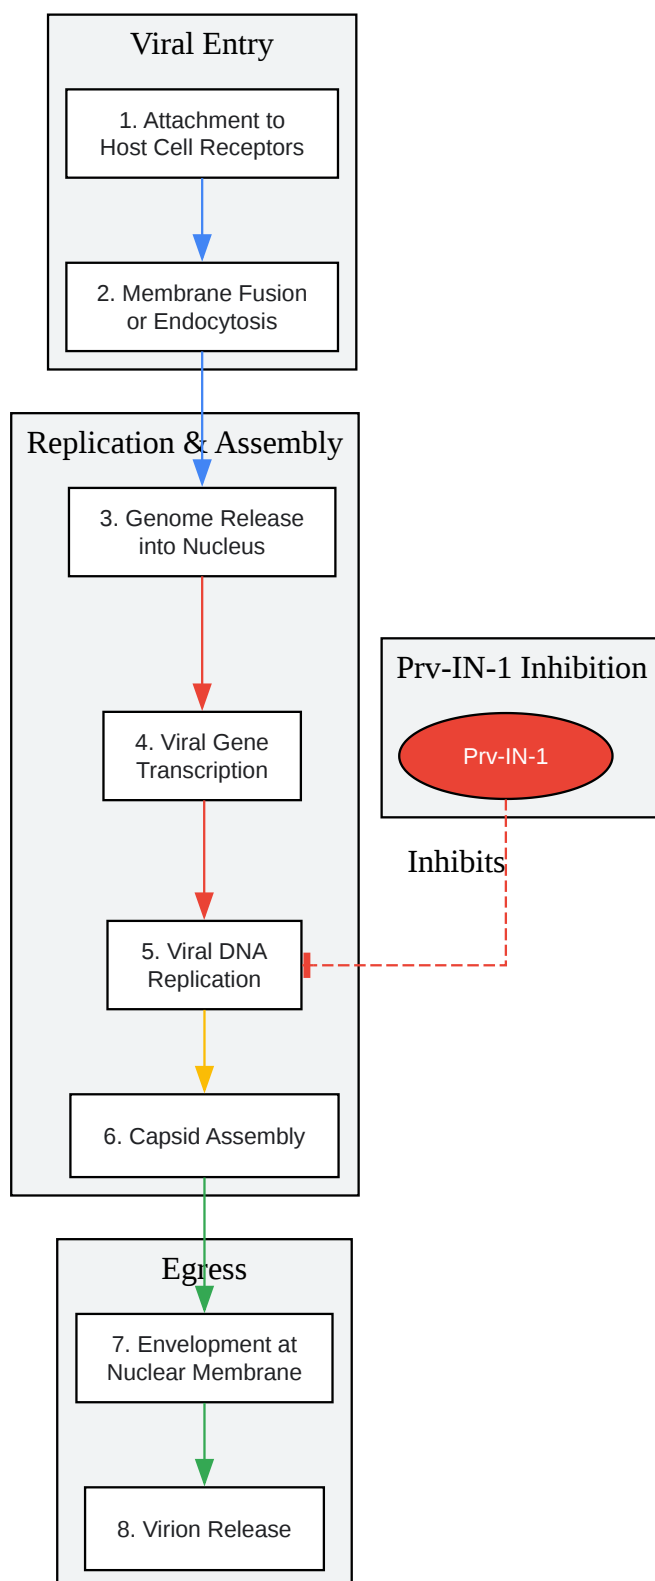 Viral Entry
1. Attachment to
Host Cell Receptors
2. Membrane Fusion
or Endocytosis
Replication & Assembly
3. Genome Release
into Nucleus
Prv-IN-1 Inhibition
4. Viral Gene
Transcription
Prv-IN-1
Inhibits
5. Viral DNA
Replication
6. Capsid Assembly
Egress
7. Envelopment at
Nuclear Membrane
8. Virion Release